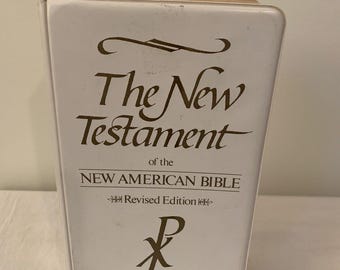 The New
Testament
of the
NEW AMERICAN BIBLE
Revised Edition